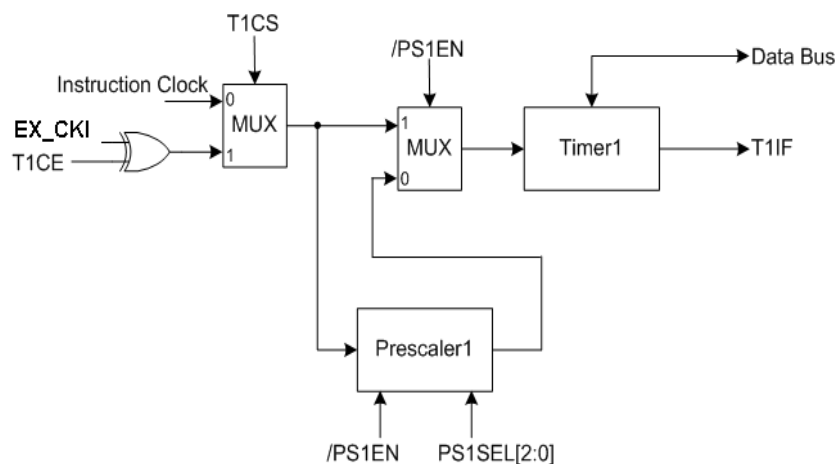 T1CS
/PS1EN
Data Bus
Instruction Clock
0
MUX
1
EX_CKI
T1CE
1
MUX
0
Timer1
T1IF
Prescaler1
/PS1EN
PS1SEL[2:0]